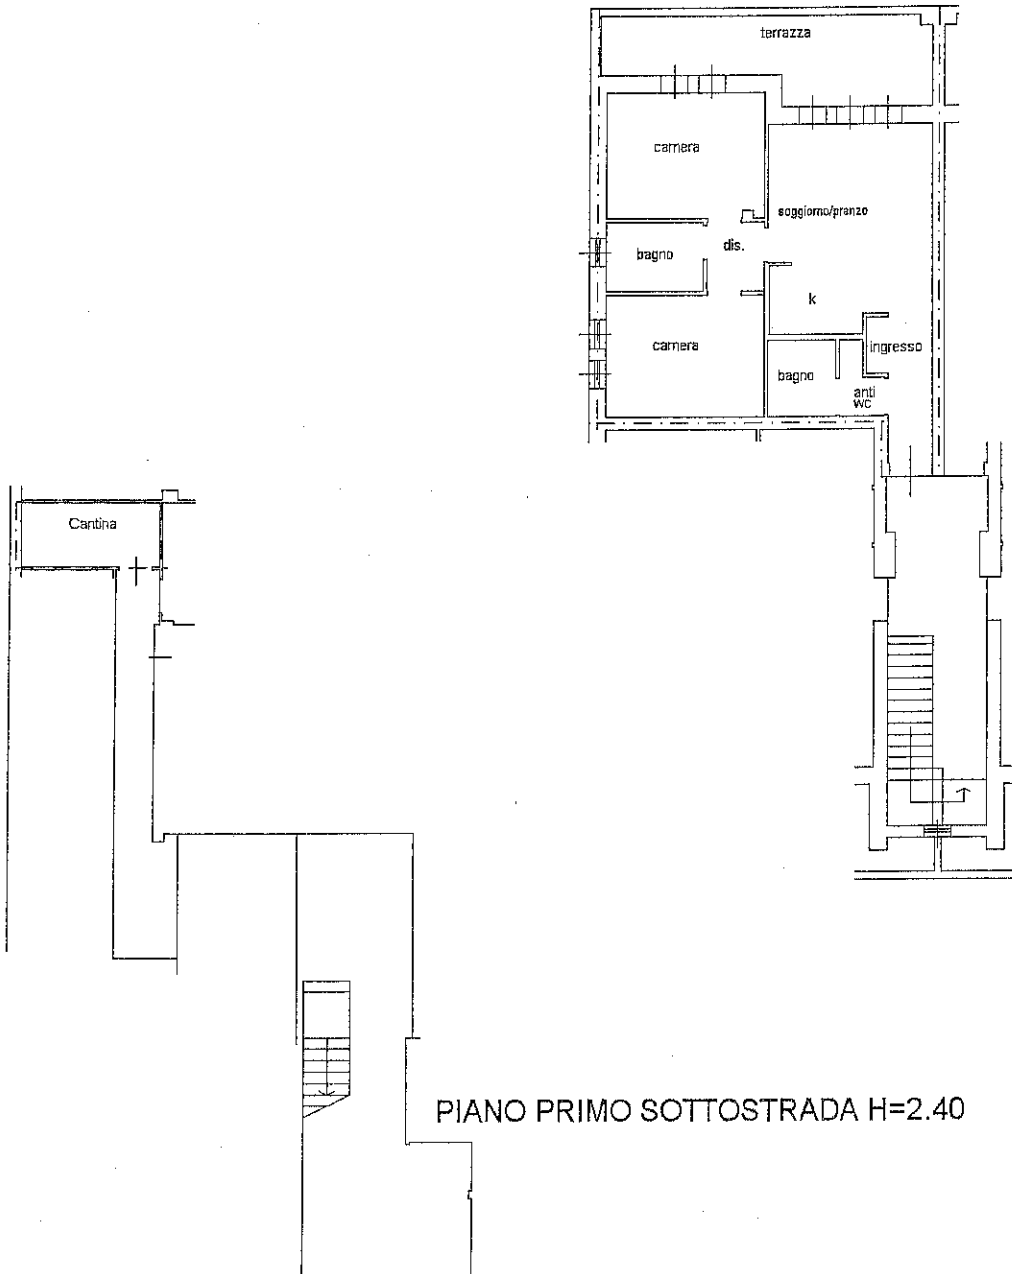 terrazza
camera
soggiorno/pranzo
bagno
dis.
k
camera
ingresso
bagno
anti
wc
Cantina
PIANO PRIMO SOTTOSTRADA H=2.40